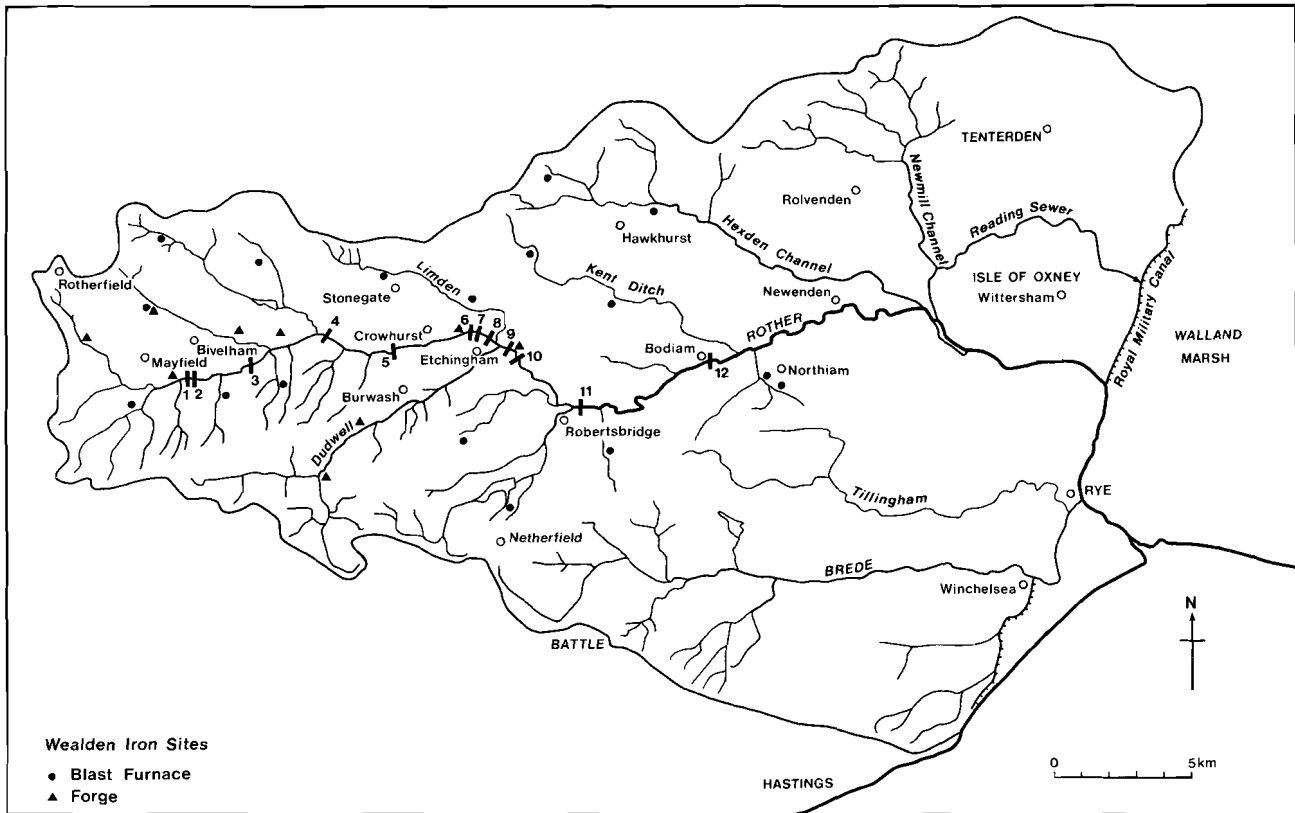 TENTERDEN
Newmill Channel
Rolvenden
Reading Sewer
Hawkhurst
Hexden Channel
Limden
Rotherfield
Stonegate
Kent Ditch
Newenden
ISLE OF OXNEY
Wittersham
Royal Military Canal
WALLAND
MARSH
ROTHER
4
Crowhurst
6
7
8
9
10
Bivelham
Mayfield
5
Etchingham
Bodiam
12
Northiam
1
2
3
Burwash
11
Robertsbridge
Dudwell
Tillingham
RYE
Netherfield
BREDE
Winchelsea
N
BATTLE
Wealden Iron Sites
Blast Furnace
Forge
HASTINGS
0
5km